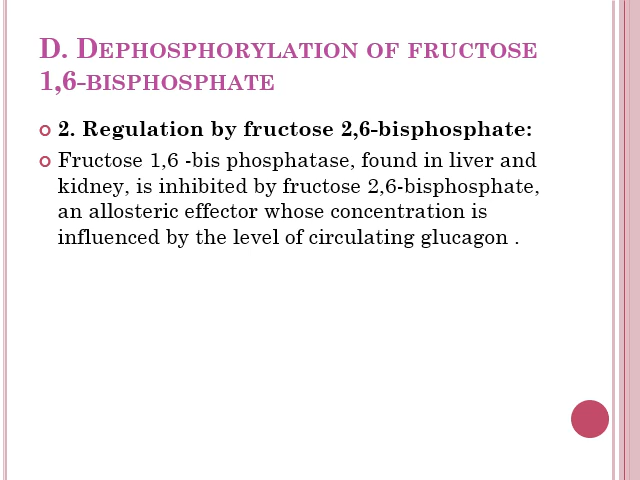 D. DEPHOSPHORYLATION OF FRUCTOSE
1,6-BISPHOSPHATE
2. Regulation by fructose 2,6-bisphosphate:
Fructose 1,6 -bis phosphatase, found in liver and
kidney, is inhibited by fructose 2,6-bisphosphate,
an allosteric effector whose concentration is
influenced by the level of circulating glucagon .